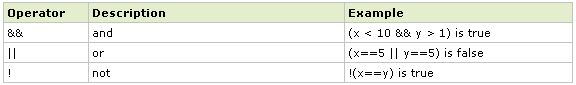 Operator Description Example
&& and (x < 10 && y > 1) is true
|| or (x==5 || y==5) is false
! not !(x==y) is true